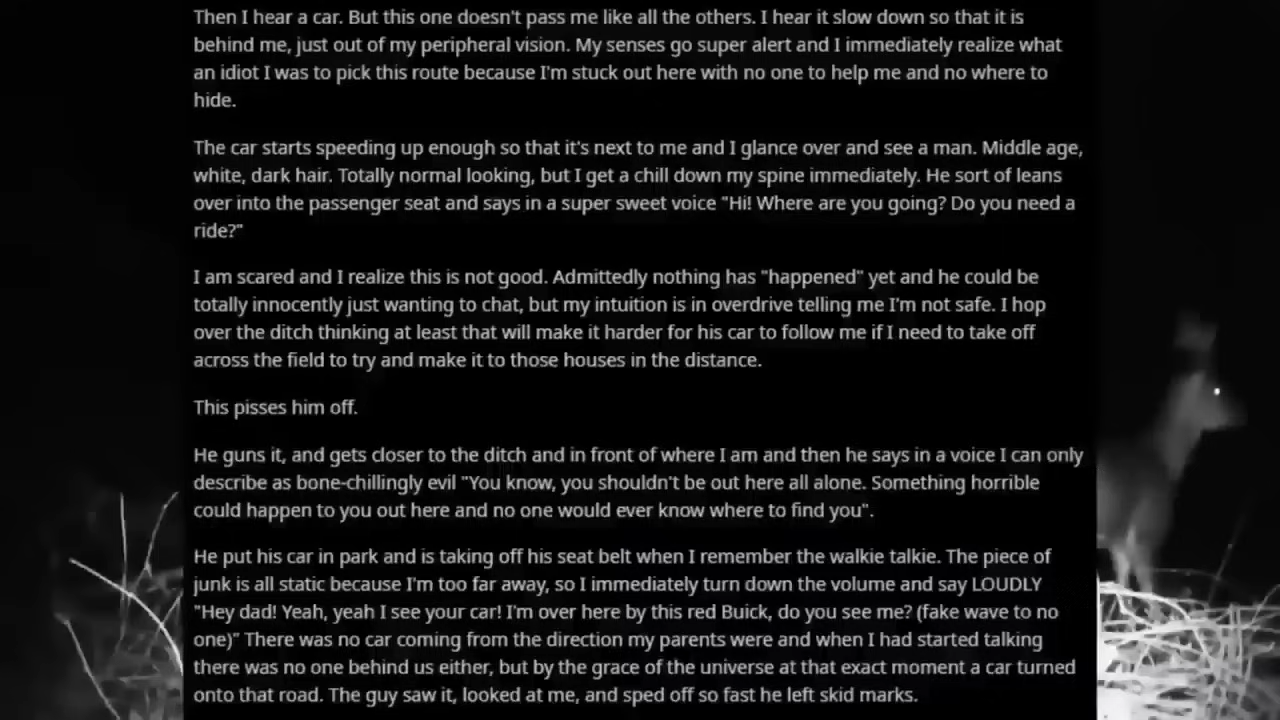 Then I hear a car. But this one doesn't pass me like all the others. I hear it slow down so that it is
behind me, just out of my peripheral vision. My senses go super alert and I immediately realize what
an idiot I was to pick this route because I'm stuck out here with no one to help me and no where to
hide.
The car starts speeding up enough so that it's next to me and I glance over and see a man. Middle age,
white, dark hair. Totally normal looking, but I get a chill down my spine immediately. He sort of leans
over into the passenger seat and says in a super sweet voice "Hi! Where are you going? Do you need a
ride?"
I am scared and I realize this is not good. Admittedly nothing has "happened" yet and he could be
totally innocently just wanting to chat, but my intuition is in overdrive telling me I'm not safe. I hop
over the ditch thinking at least that will make it harder for his car to follow me if I need to take off
across the field to try and make it to those houses in the distance.
This pisses him off.
He guns it, and gets closer to the ditch and in front of where I am and then he says in a voice I can only
describe as bone-chillingly evil "You know, you shouldn't be out here all alone. Something horrible
could happen to you out here and no one would ever know where to find you".
He put his car in park and is taking off his seat belt when I remember the walkie talkie. The piece of
junk is all static because I'm too far away, so I immediately turn down the volume and say LOUDLY
"Hey dad! Yeah, yeah I see your car! I'm over here by this red Buick, do you see me? (fake wave to no
one)" There was no car coming from the direction my parents were and when I had started talking
there was no one behind us either, but by the grace of the universe at that exact moment a car turned
onto that road. The guy saw it, looked at me, and sped off so fast he left skid marks.